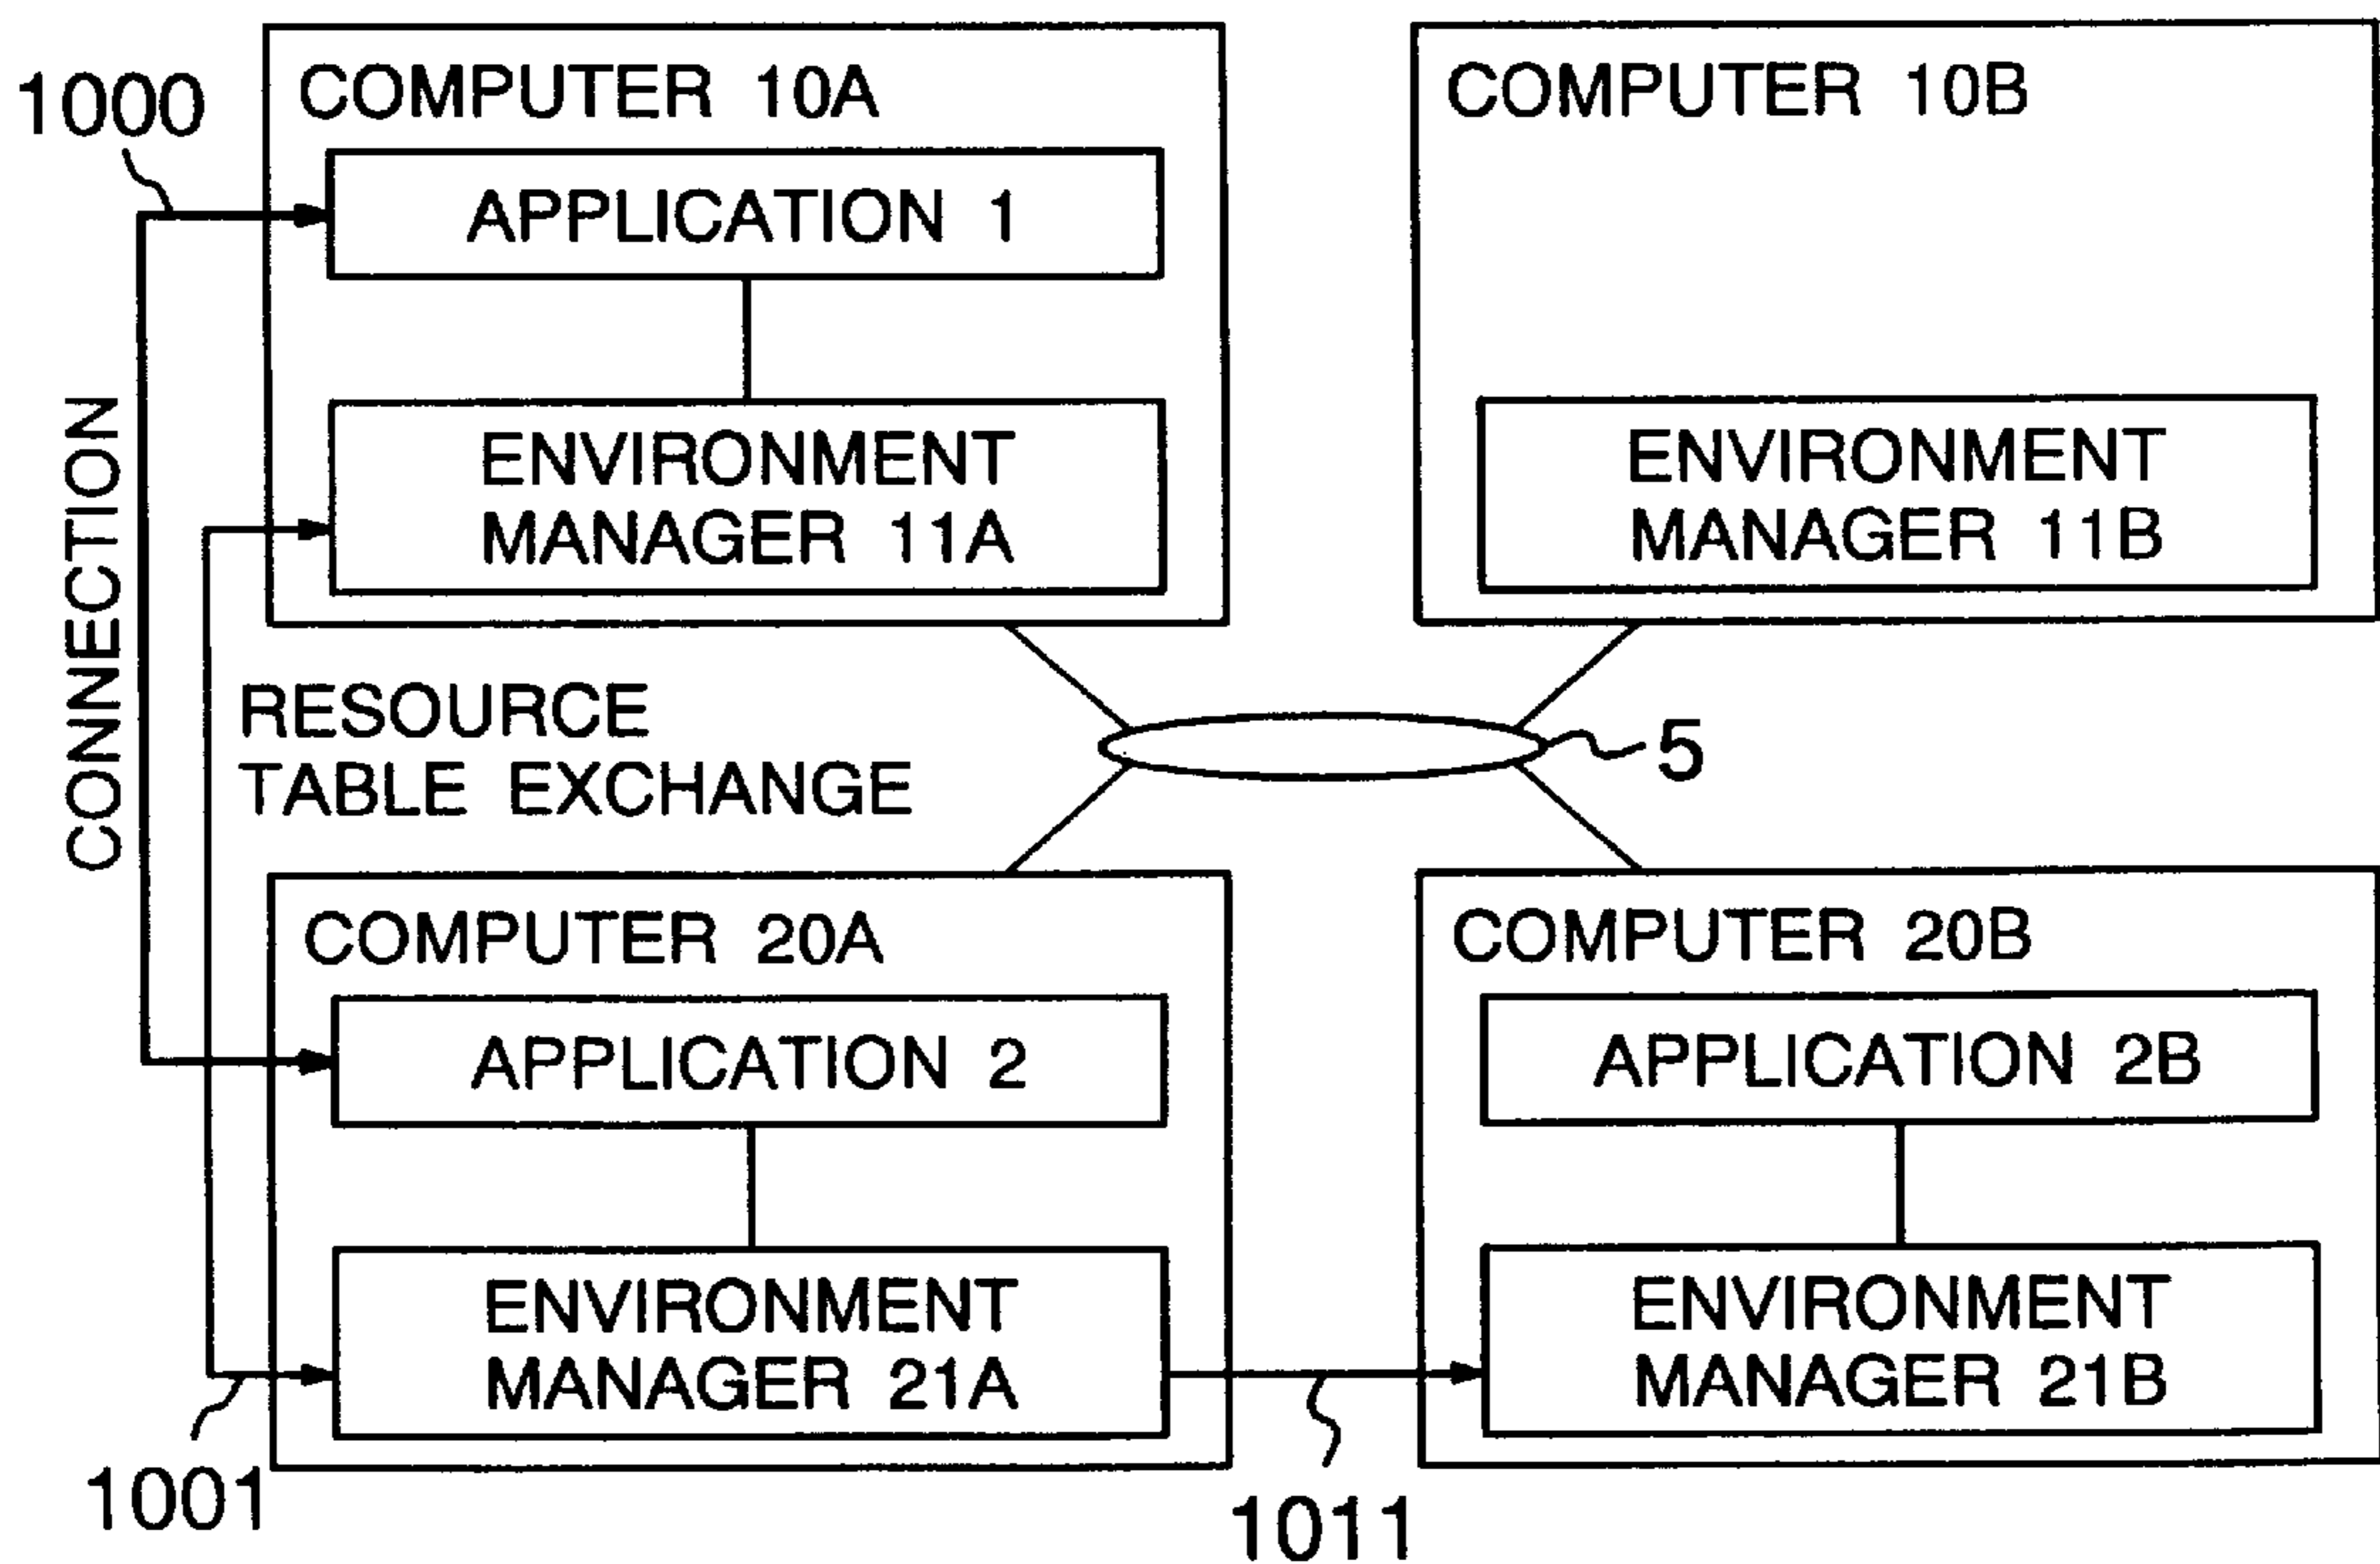 1000
COMPUTER 10A
APPLICATION 1
ENVIRONMENT
MANAGER 11A
COMPUTER 10B
ENVIRONMENT
MANAGER 11B
CONNECTION
RESOURCE
TABLE EXCHANGE
5
COMPUTER 20A
APPLICATION 2
ENVIRONMENT
MANAGER 21A
COMPUTER 20B
APPLICATION 2B
ENVIRONMENT
MANAGER 21B
1001
1011